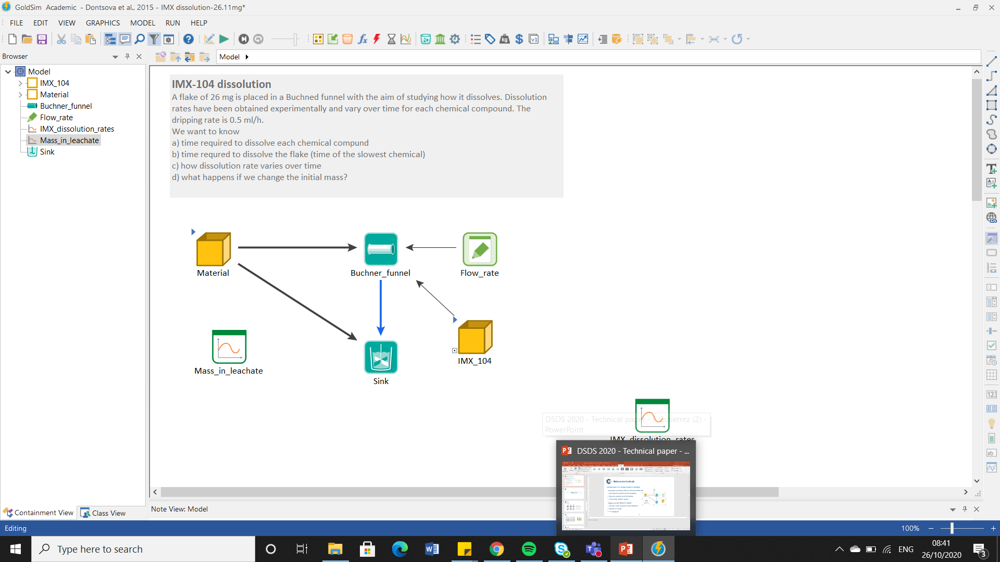 GoldSim Academic - Dontsova et al., 2015 - IMX dissolution-26.11mg*
FILE EDIT VIEW GRAPHICS MODEL RUN HELP
Browser
Model
Model
IMX_104
Material
Buchner_funnel
Flow_rate
IMX_dissolution_rates
Mass_in_leachate
Sink
IMX-104 dissolution
A flake of 26 mg is placed in a Buchned funnel with the aim of studying how it dissolves. Dissolution
rates have been obtained experimentally and vary over time for each chemical compound. The
dripping rate is 0.5 ml/h.
We want to know
a) time required to dissolve each chemical compund
b) time requred to dissolve the flake (time of the slowest chemical)
c) how dissolution rate varies over time
d) what happens if we change the initial mass?
Material
Buchner_funnel
Flow_rate
Mass_in_leachate
Sink
IMX_104
IMX_dissolution_rates
DSDS 2020 - Technical paper - E Gutierrez (2) -
PowerPoint
DSDS 2020 - Technical paper - ...
Material and methods
Containment View
Class View
Note View: Model
Editing
100%
Type here to search
ENG
08:41
26/10/2020
3